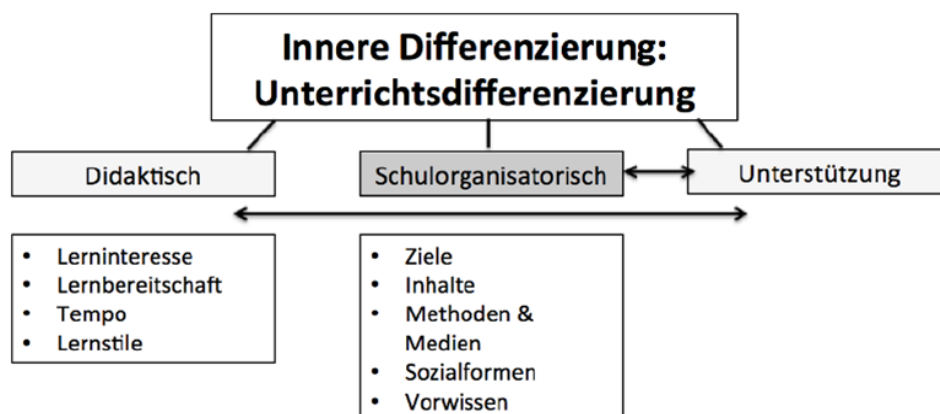 Innere Differenzierung:
Unterrichtsdifferenzierung
Didaktisch
Schulorganisatorisch
Unterstützung
• Lerninteresse
• Lernbereitschaft
• Tempo
• Lernstile
• Ziele
• Inhalte
• Methoden &
Medien
• Sozialformen
• Vorwissen